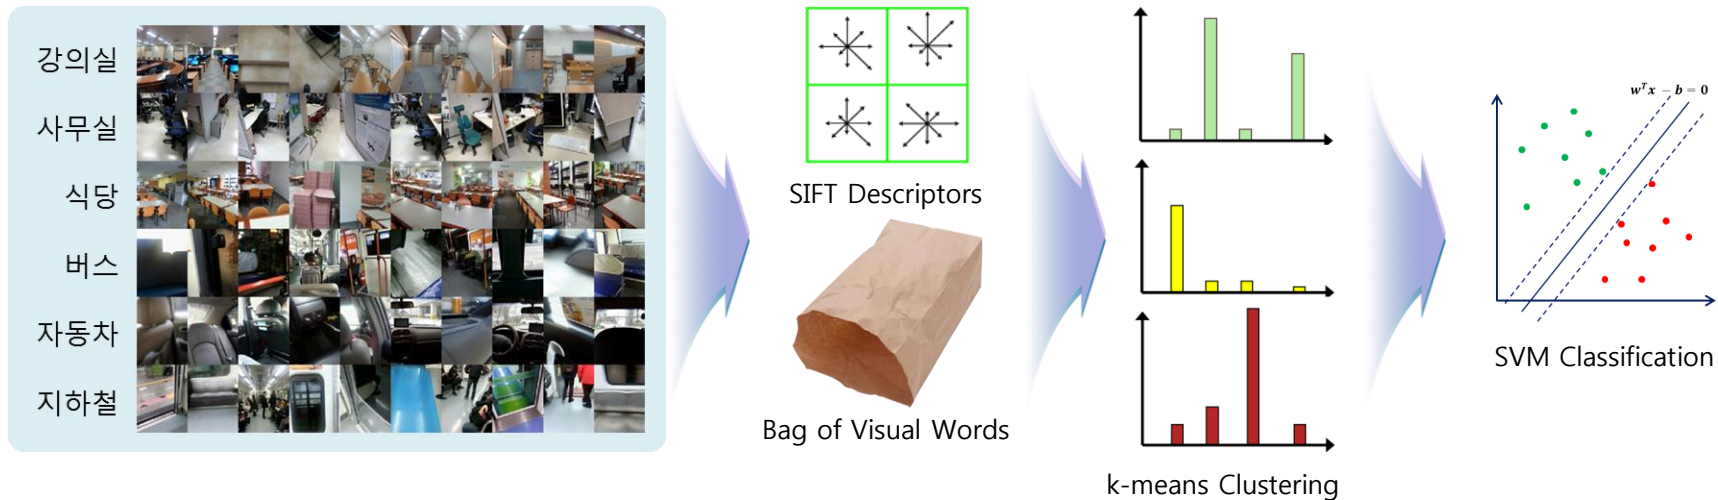 강의실
사무실
식당
버스
자동차
지하철
SIFT Descriptors
Bag of Visual Words
k-means Clustering
wᵀx − b = 0
SVM Classification